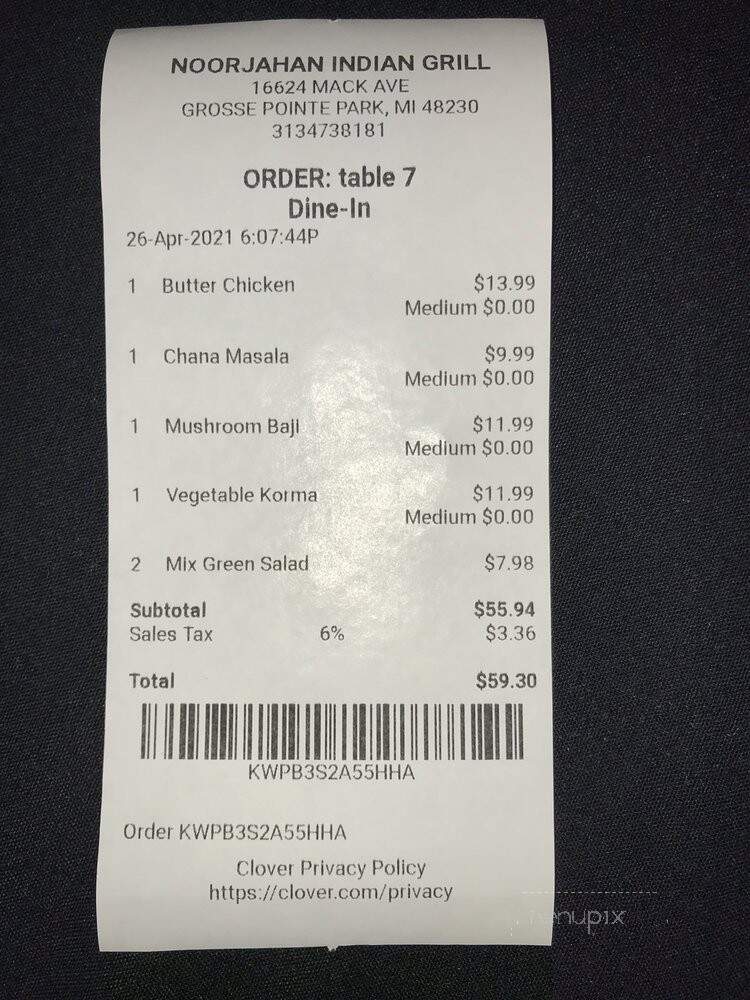 NOORJAHAN INDIAN GRILL
16624 MACK AVE
GROSSE POINTE PARK, MI 48230
3134738181
ORDER: table 7
Dine-In
26-Apr-2021 6:07:44P
1 Butter Chicken $13.99
Medium $0.00
1 Chana Masala $9.99
Medium $0.00
1 Mushroom Baji $11.99
Medium $0.00
1 Vegetable Korma $11.99
Medium $0.00
2 Mix Green Salad $7.98
Subtotal $55.94
Sales Tax 6% $3.36
Total $59.30
KWPB3S2A55HHA
Order KWPB3S2A55HHA
Clover Privacy Policy
https://clover.com/privacy
menupix